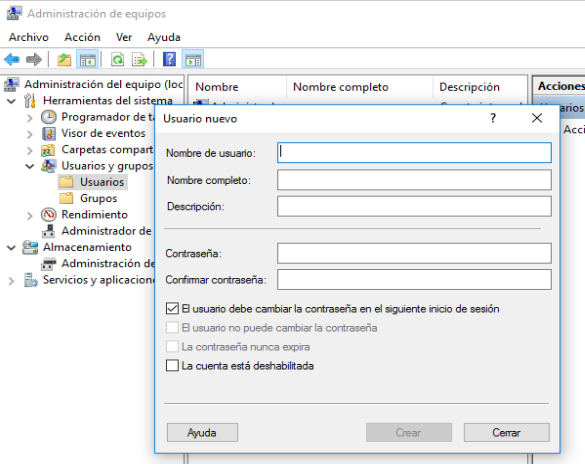 Administración de equipos
Archivo Acción Ver Ayuda
Administración del equipo (loc
Herramientas del sistema
Programador de ta
Visor de eventos
Carpetas compart
Usuarios y grupos
Usuarios
Grupos
Rendimiento
Administrador de
Almacenamiento
Administración de
Servicios y aplicacion
Nombre Nombre completo Descripción
Acciones
Usuario nuevo
Nombre de usuario:
Nombre completo:
Descripción:
Contraseña:
Confirmar contraseña:
El usuario debe cambiar la contraseña en el siguiente inicio de sesión
El usuario no puede cambiar la contraseña
La contraseña nunca expira
La cuenta está deshabilitada
Ayuda Crear Cerrar